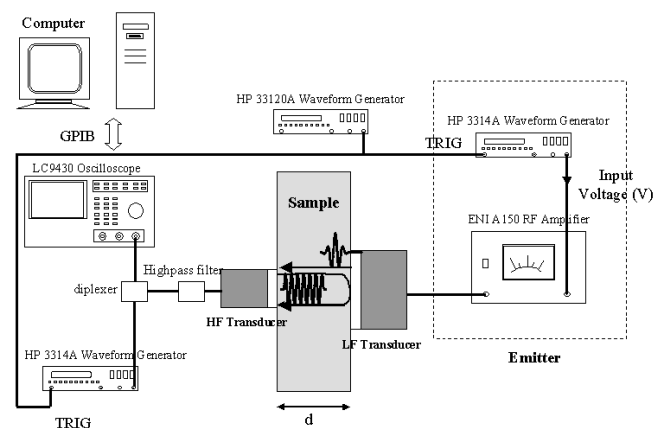 Computer
HP 33120A Waveform Generator
HP 3314A Waveform Generator
GPIB
TRIG
LC9430 Oscilloscope
Input
Voltage (V)
Sample
ENI A150 RF Amplifier
Highpass filter
diplexer
HF Transducer
LF Transducer
HP 3314A Waveform Generator
Emitter
d
TRIG